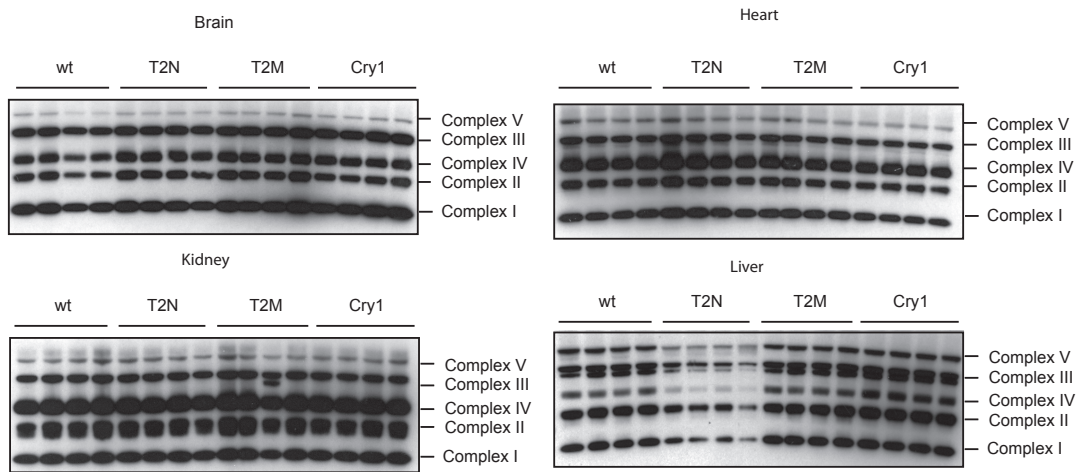 Brain
wt T2N T2M Cry1
Complex V
Complex III
Complex IV
Complex II
Complex I
Heart
wt T2N T2M Cry1
Complex V
Complex III
Complex IV
Complex II
Complex I
Kidney
wt T2N T2M Cry1
Complex V
Complex III
Complex IV
Complex II
Complex I
Liver
wt T2N T2M Cry1
Complex V
Complex III
Complex IV
Complex II
Complex I